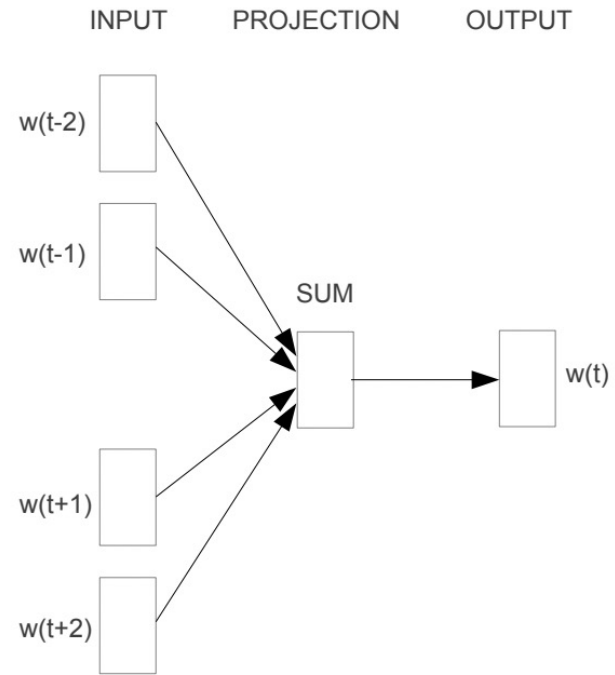 INPUT PROJECTION OUTPUT
w(t-2)
w(t-1)
SUM
w(t)
w(t+1)
w(t+2)